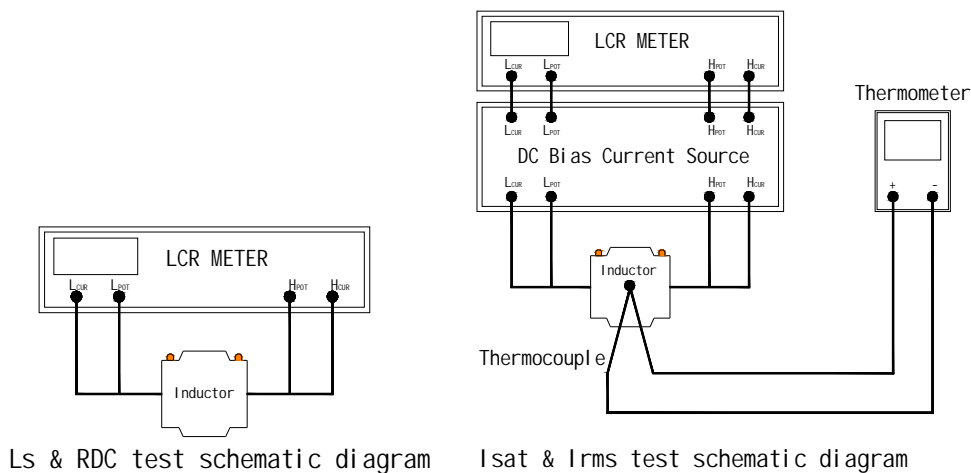 LCR METER
LCUR LPOT HPOT HCUR
Inductor
Ls & RDC test schematic diagram
LCR METER
LCUR LPOT HPOT HCUR
LCUR LPOT HPOT HCUR
DC Bias Current Source
LCUR LPOT HPOT HCUR
Inductor
Thermocouple
Thermometer
+ -
Isat & Irms test schematic diagram